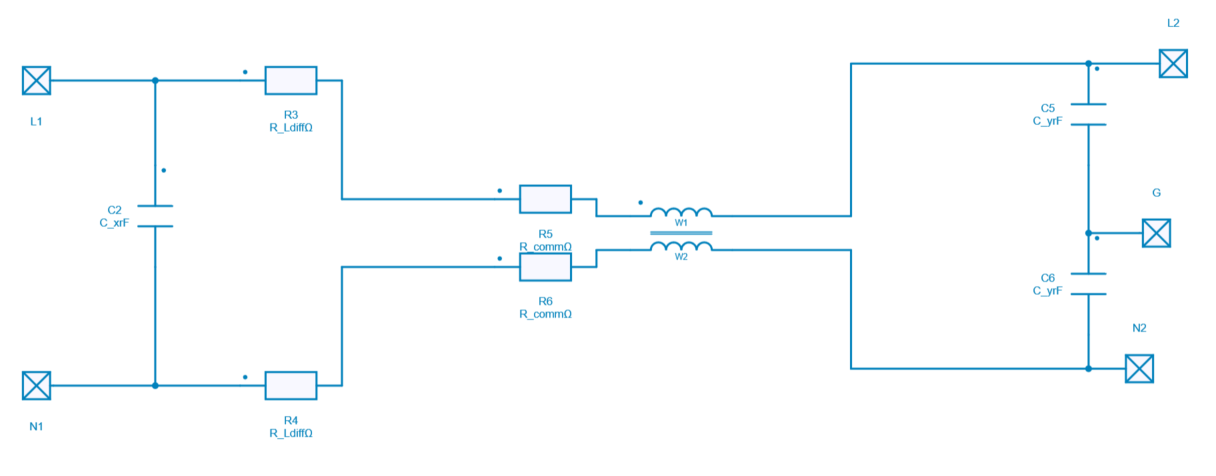 L2
L1
R3
R_LdiffΩ
C5
C_yrF
C2
C_xrF
G
W1
R5
R_commΩ
W2
R6
R_commΩ
C6
C_yrF
N2
N1
R4
R_LdiffΩ